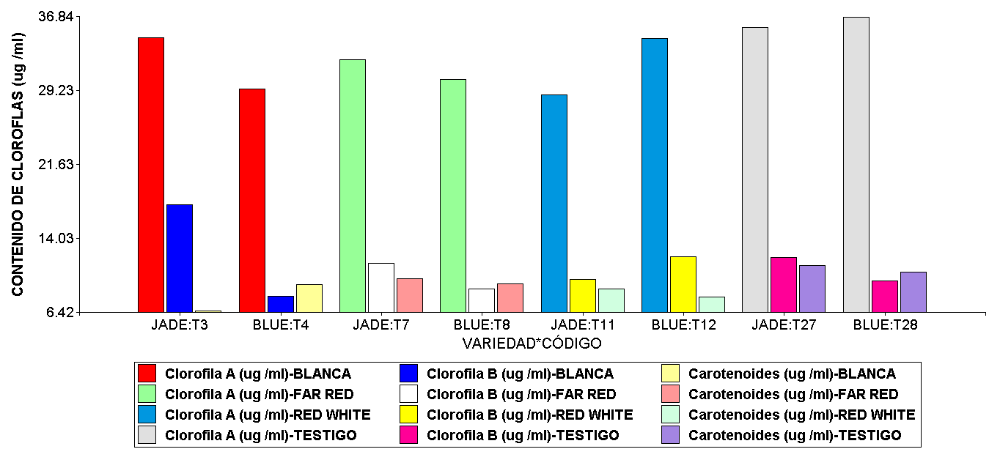 CONTENIDO DE CLOROFLAS (ug /ml)
36.84
29.23
21.63
14.03
6.42
JADE:T3 BLUE:T4 JADE:T7 BLUE:T8 JADE:T11 BLUE:T12 JADE:T27 BLUE:T28
VARIEDAD*CÓDIGO
Clorofila A (ug /ml)-BLANCA Clorofila B (ug /ml)-BLANCA Carotenoides (ug /ml)-BLANCA
Clorofila A (ug /ml)-FAR RED Clorofila B (ug /ml)-FAR RED Carotenoides (ug /ml)-FAR RED
Clorofila A (ug /ml)-RED WHITE Clorofila B (ug /ml)-RED WHITE Carotenoides (ug /ml)-RED WHITE
Clorofila A (ug /ml)-TESTIGO Clorofila B (ug /ml)-TESTIGO Carotenoides (ug /ml)-TESTIGO